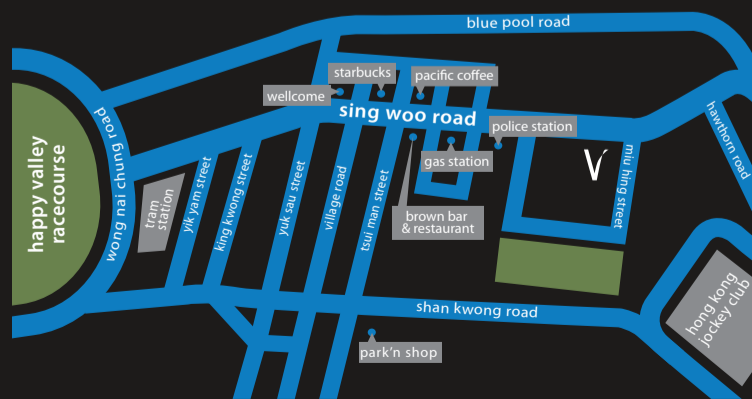 blue pool road
starbucks
pacific coffee
wellcome
sing woo road
police station
hawthorn road
wong nai chung road
happy valley
racecourse
gas station
miu hing street
tram
station
yik yam street
king kwong street
yuk sau street
village road
tsui man street
brown bar
& restaurant
shan kwong road
hong kong
jockey club
park'n shop